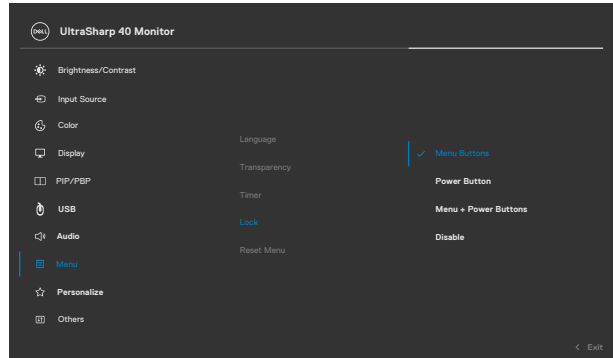 DELL
UltraSharp 40 Monitor
Brightness/Contrast
Input Source
Color
Display
PIP/PBP
USB
Audio
Menu
Personalize
Others
Language
Transparency
Timer
Lock
Reset Menu
Menu Buttons
Power Button
Menu + Power Buttons
Disable
Exit